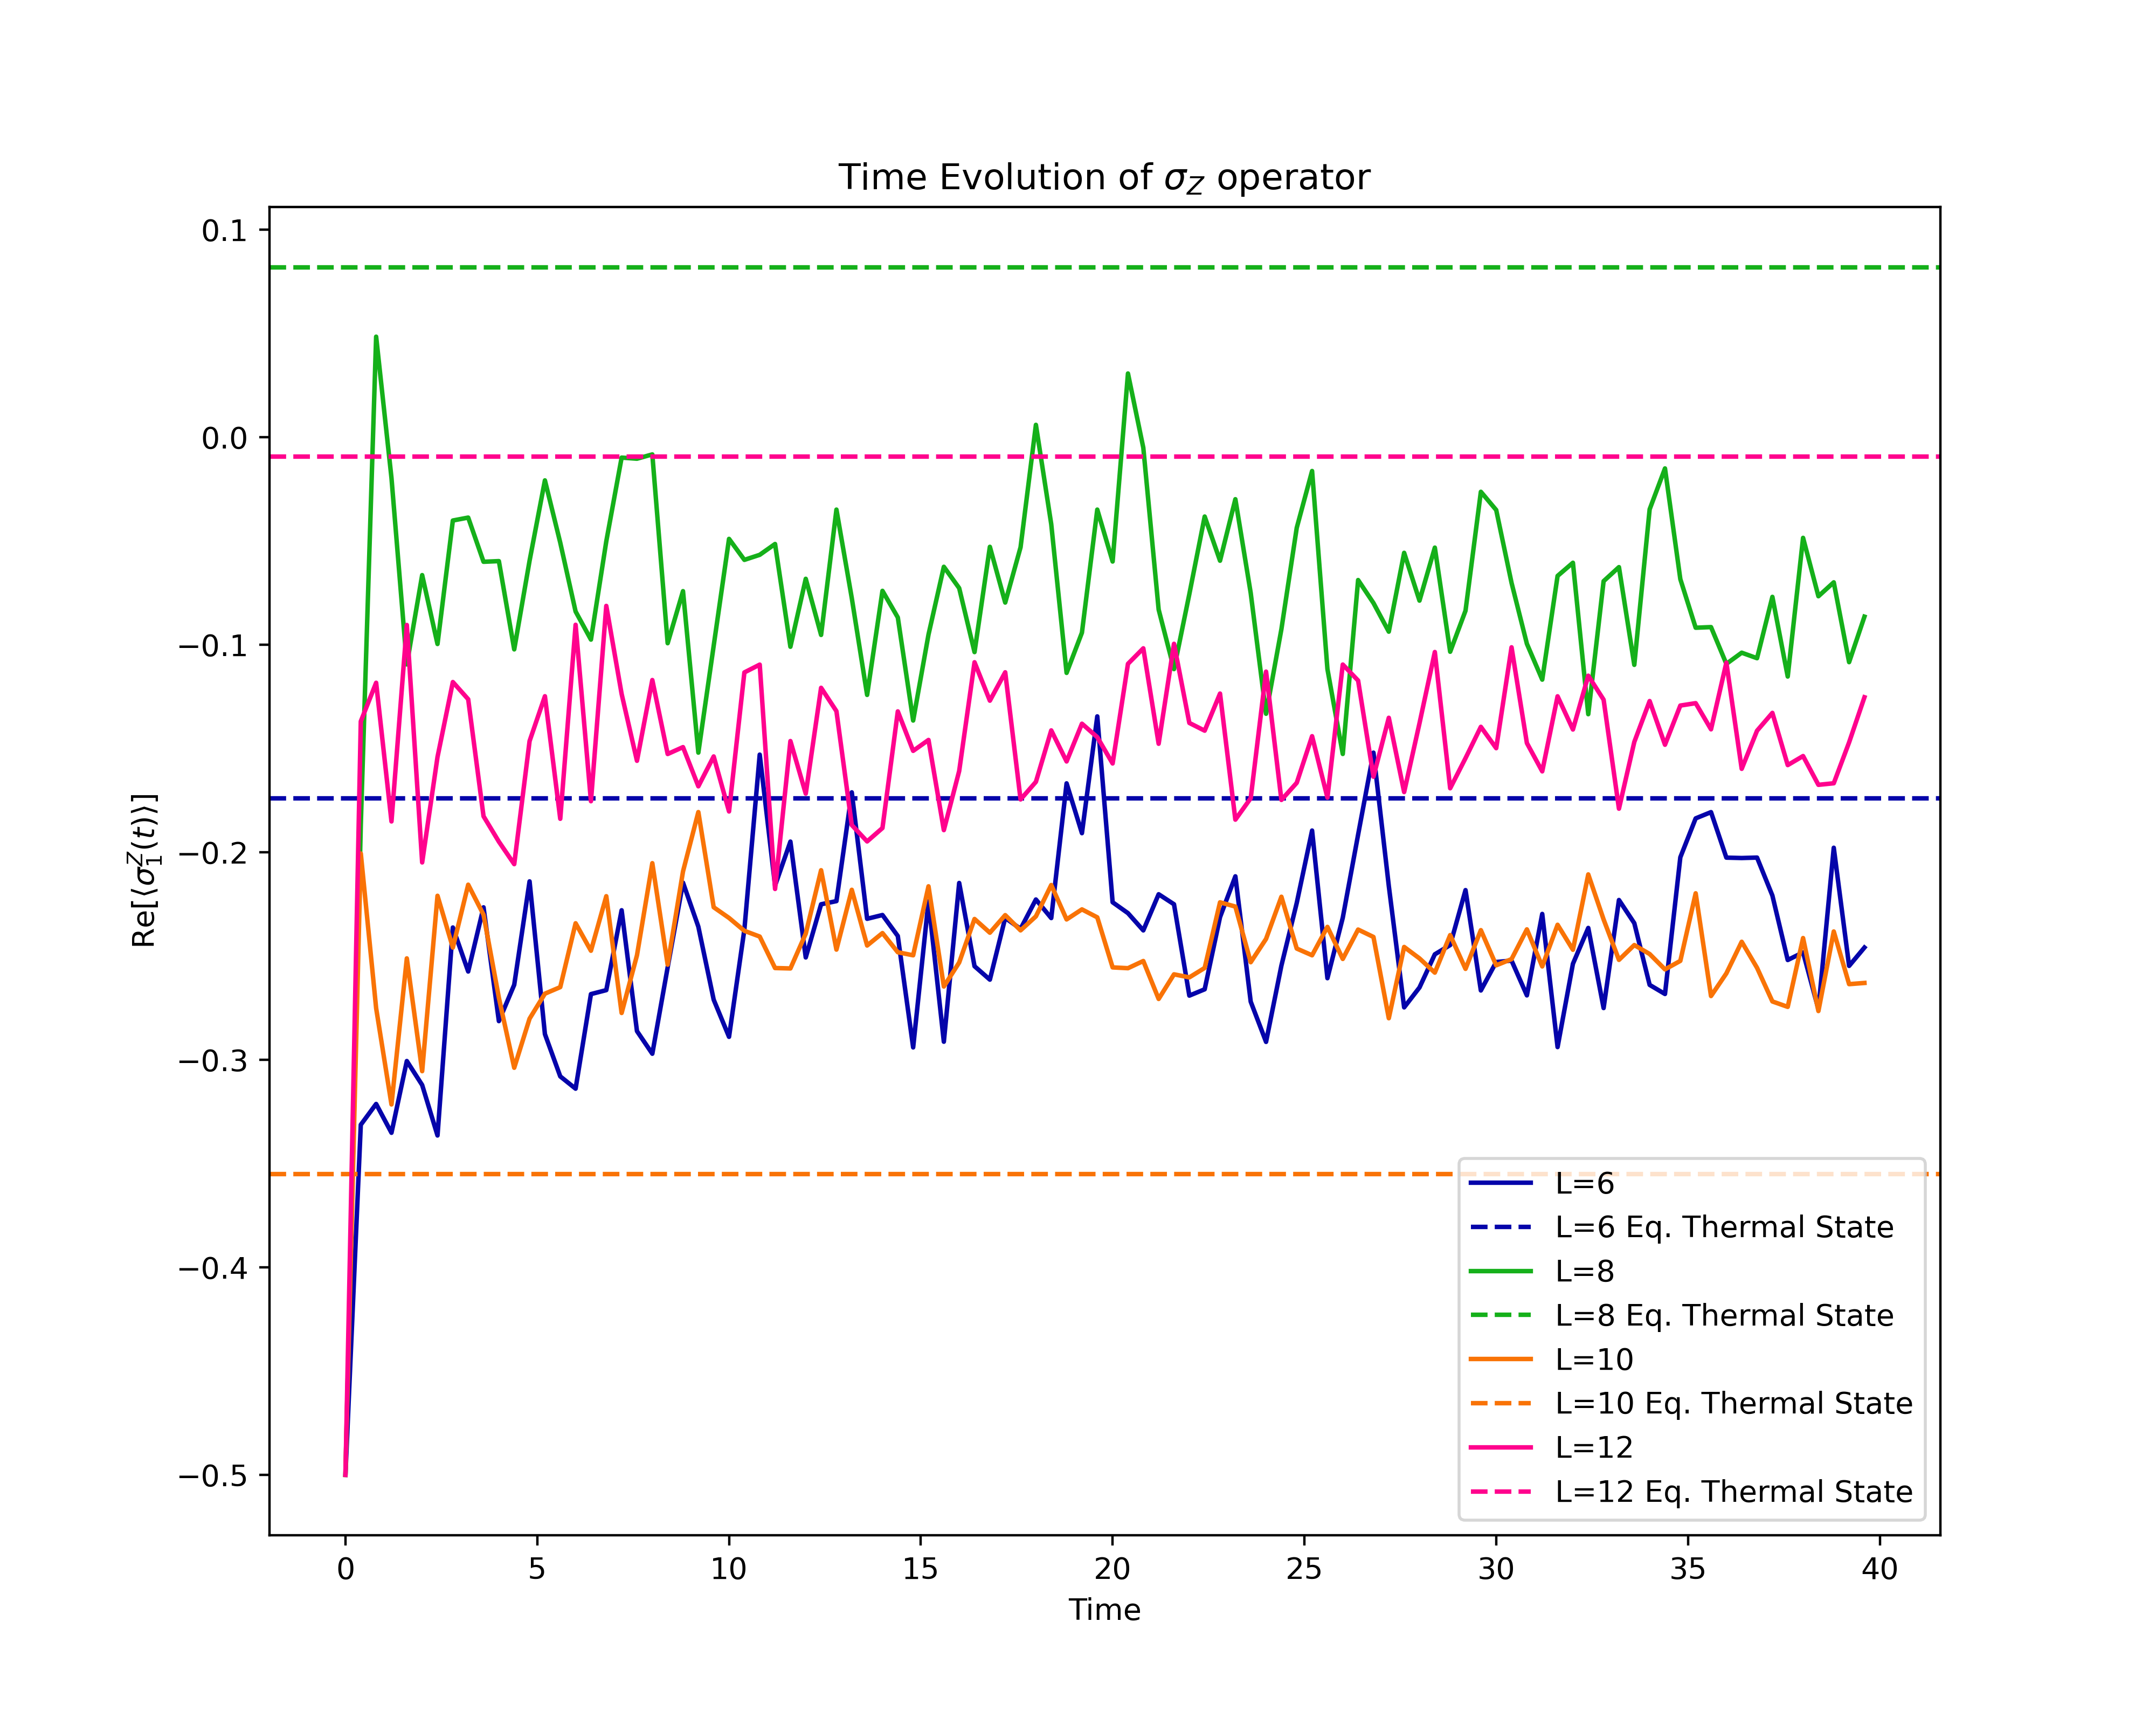 Time Evolution of σ_Z operator
0.1
0.0
−0.1
−0.2
−0.3
−0.4
−0.5
Re[⟨σ₁ᶻ(t)⟩]
0 5 10 15 20 25 30 35 40
Time
L=6
L=6 Eq. Thermal State
L=8
L=8 Eq. Thermal State
L=10
L=10 Eq. Thermal State
L=12
L=12 Eq. Thermal State